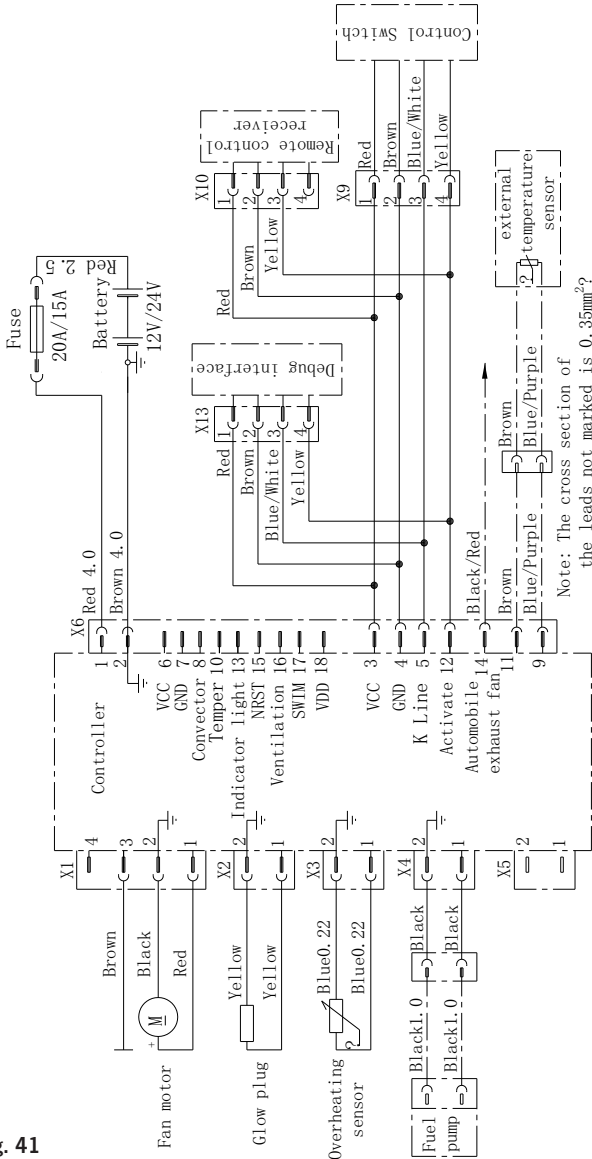 Fuse
20A/15A
Red 2.5
Battery
12V/24V
Red 4.0
Brown 4.0
X6
1
2
6
7
8
10
13
15
16
17
18
3
4
5
12
14
11
9
Controller
VCC
GND
Convector
Temper
Indicator light
NRST
Ventilation
SWIM
VDD
VCC
GND
K Line
Activate
Automobile
exhaust fan
X1
4
3
2
1
Brown
Black
Red
M
+
Fan motor
X2
2
1
Yellow
Yellow
Glow plug
X3
2
1
Blue0.22
Blue0.22
?
Overheating
sensor
X4
2
1
Black
Black
Black1.0
Black1.0
Fuel
pump
X5
2
1
X13
1
2
3
4
Red
Brown
Blue/White
Yellow
Debug interface
X10
1
2
3
4
Red
Brown
Yellow
Remote control
receiver
X9
1
2
3
4
Red
Brown
Blue/White
Yellow
Control Switch
Black/Red
Brown
Blue/Purple
Brown
Blue/Purple
?
external
temperature
sensor
Note: The cross section of
the leads not marked is 0.35mm²?
g. 41